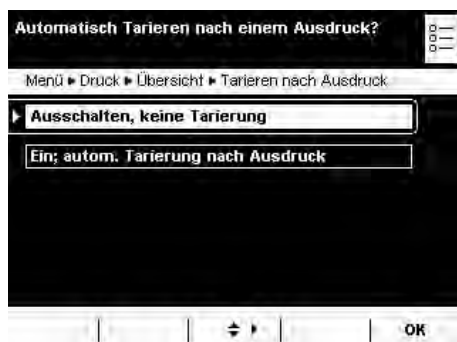 Automatisch Tarieren nach einem Ausdruck?
Menü ▸ Druck ▸ Übersicht ▸ Tarieren nach Ausdruck
Ausschalten, keine Tarierung
Ein; autom. Tarierung nach Ausdruck
OK